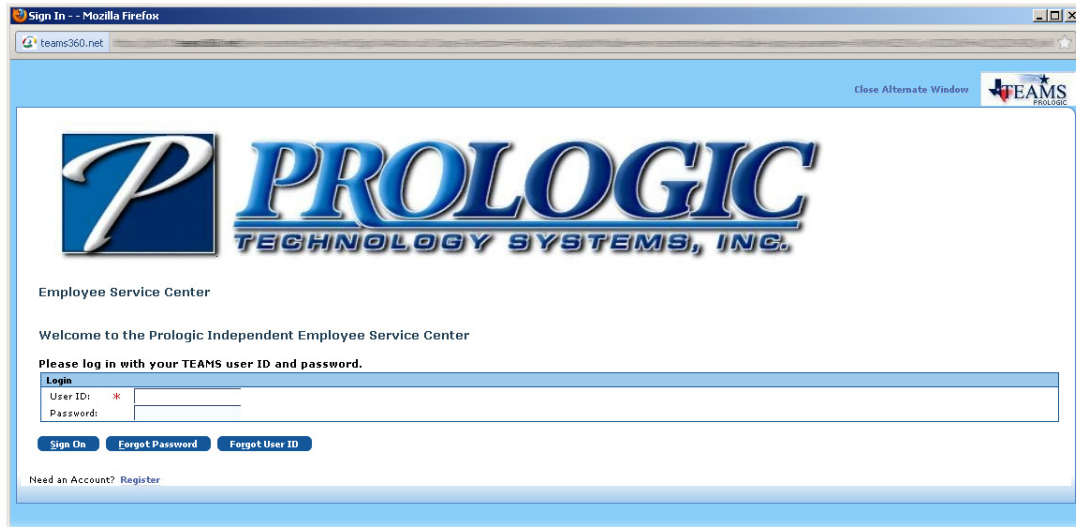 Sign In - - Mozilla Firefox
teams360.net
Close Alternate Window
TEAMS
PROLOGIC
P PROLOGIC
TECHNOLOGY SYSTEMS, INC.
Employee Service Center
Welcome to the Prologic Independent Employee Service Center
Please log in with your TEAMS user ID and password.
Login
User ID: *
Password:
Sign On Forgot Password Forgot User ID
Need an Account? Register